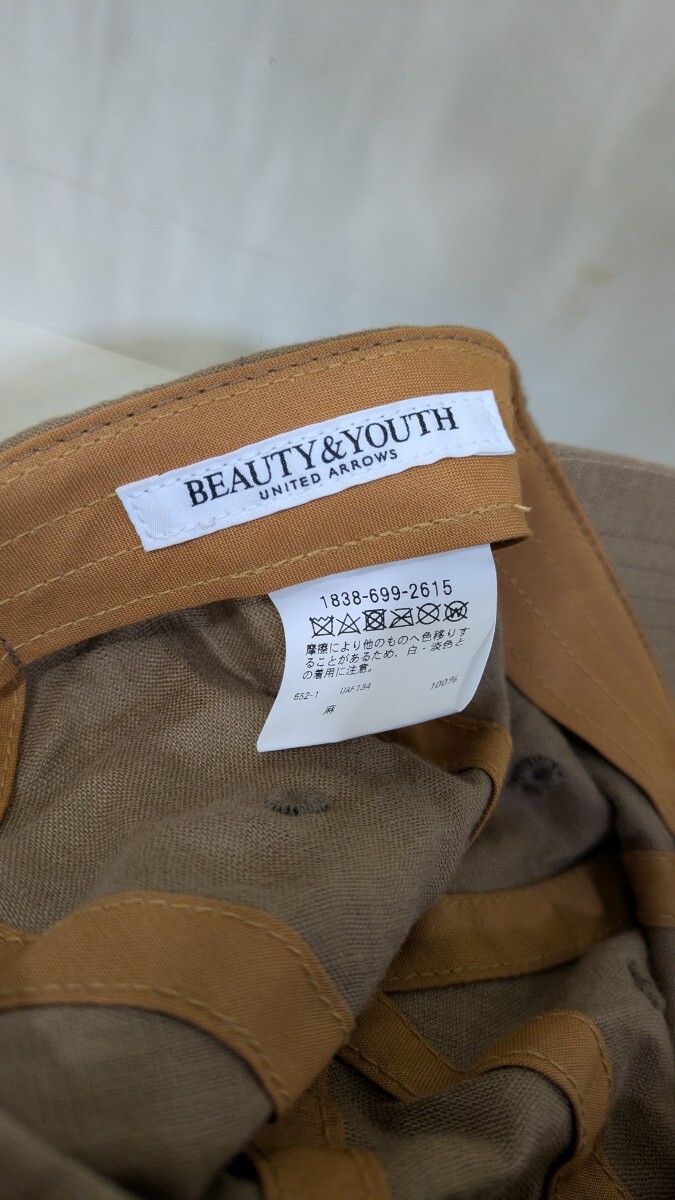 BEAUTY&YOUTH
UNITED ARROWS
1838-699-2615
摩擦により他のものへ色移りす
ることがあるため、白・淡色と
の着用に注意。
652-1 UAF134 100%
麻